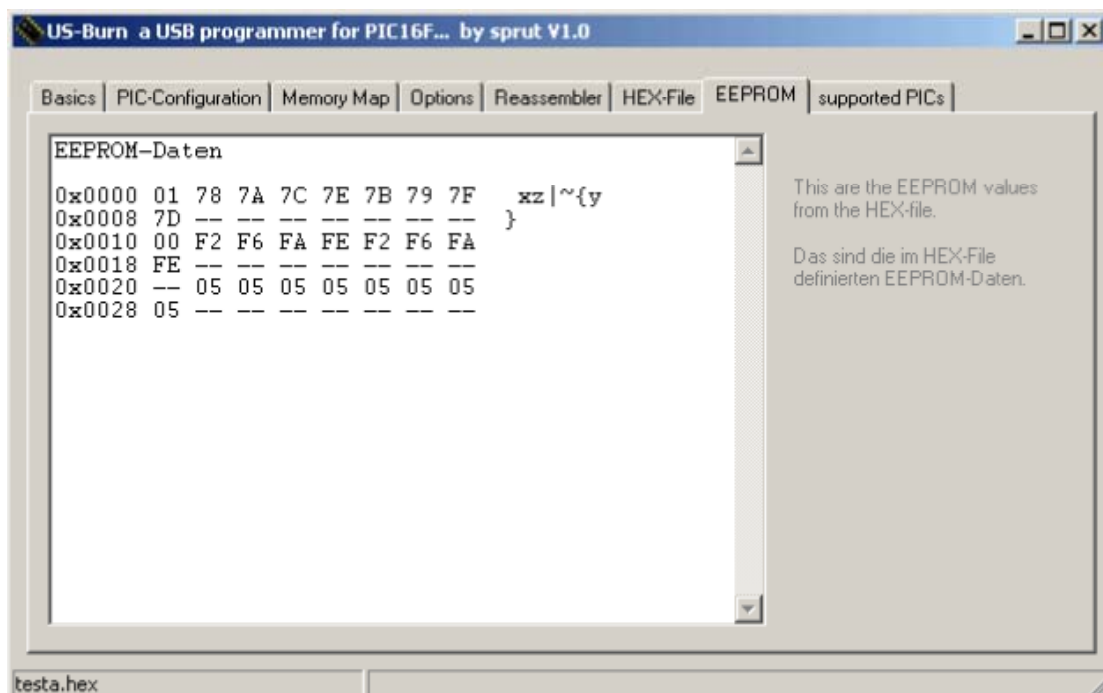 US-Burn a USB programmer for PIC16F... by sprut V1.0
Basics PIC-Configuration Memory Map Options Reassembler HEX-File EEPROM supported PICs
EEPROM-Daten
0x0000 01 78 7A 7C 7E 7B 79 7F xz|~{y
0x0008 7D -- -- -- -- -- -- -- }
0x0010 00 F2 F6 FA FE F2 F6 FA
0x0018 FE -- -- -- -- -- -- --
0x0020 -- 05 05 05 05 05 05 05
0x0028 05 -- -- -- -- -- -- --
This are the EEPROM values
from the HEX-file.
Das sind die im HEX-File
definierten EEPROM-Daten.
testa.hex